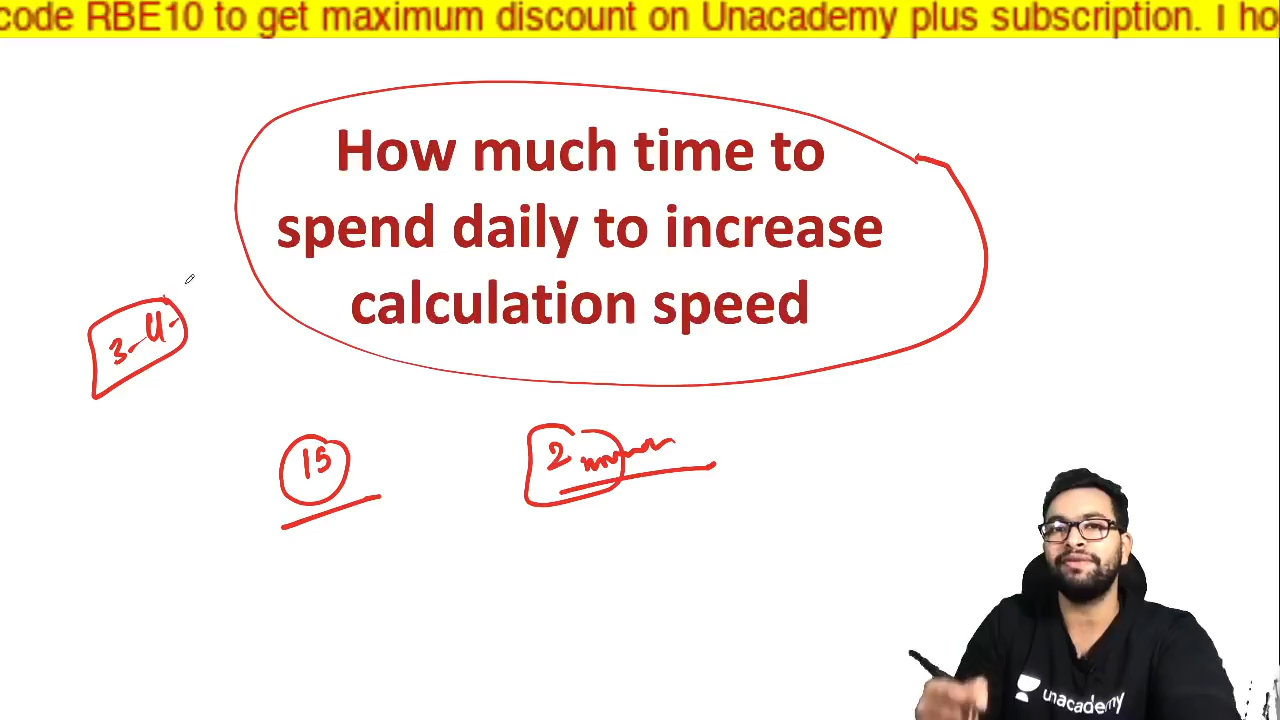 code RBE10 to get maximum discount on Unacademy plus subscription. I ho
How much time to
spend daily to increase
calculation speed
3-4-
15
2
unacademy